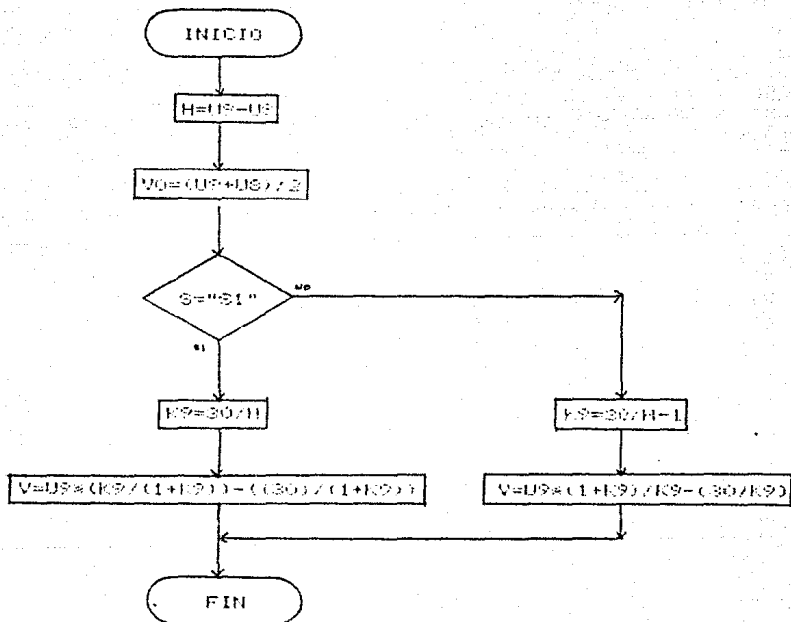 INICIO
H=U9-U8
V0=(U9+U8)/2
S="SI"
NO
SI
K9=30/H
K9=30/H-1
V=U9*(K9/(1+K9))-((30)/(1+K9))
V=U9*(1+K9)/K9-(30/K9)
FIN